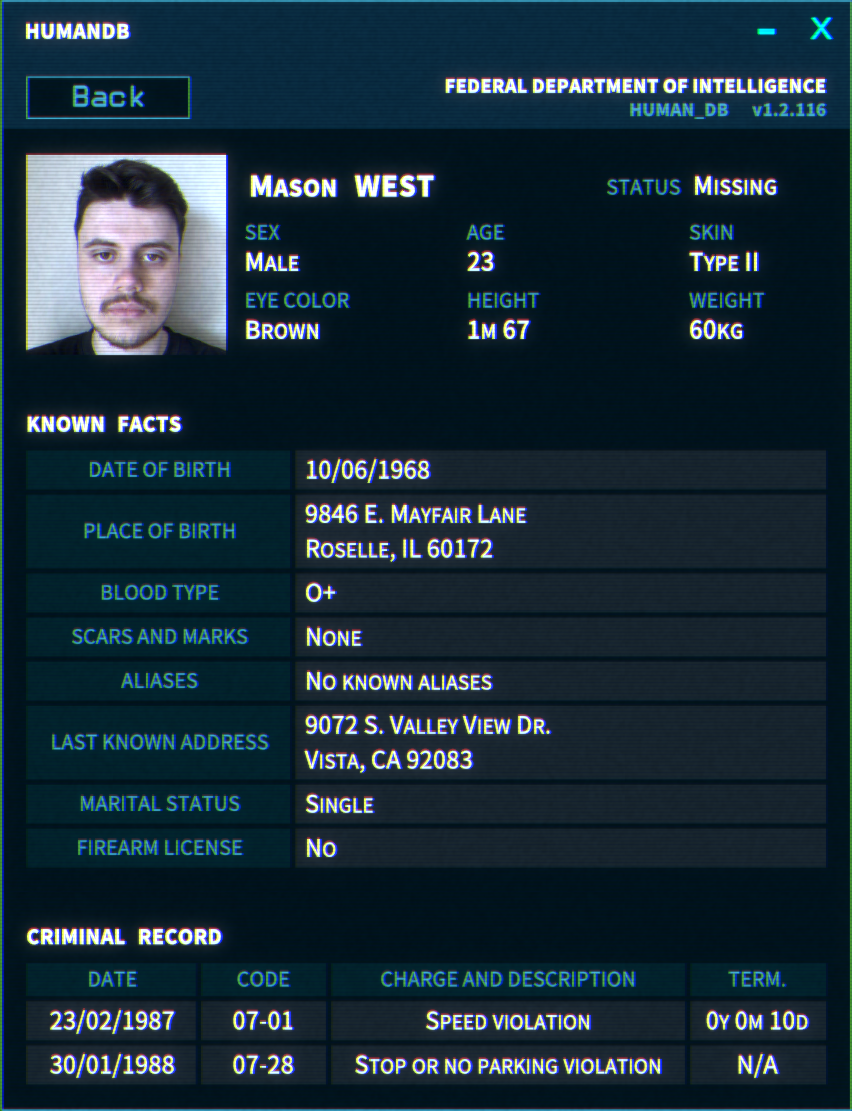 HUMANDB
– X
Back
FEDERAL DEPARTMENT OF INTELLIGENCE
HUMAN_DB v1.2.116
Mason WEST
STATUS Missing
SEX AGE SKIN
Male 23 Type II
EYE COLOR HEIGHT WEIGHT
Brown 1m 67 60kg
KNOWN FACTS
DATE OF BIRTH 10/06/1968
PLACE OF BIRTH 9846 E. Mayfair Lane
Roselle, IL 60172
BLOOD TYPE O+
SCARS AND MARKS None
ALIASES No known aliases
LAST KNOWN ADDRESS 9072 S. Valley View Dr.
Vista, CA 92083
MARITAL STATUS Single
FIREARM LICENSE No
CRIMINAL RECORD
DATE CODE CHARGE AND DESCRIPTION TERM.
23/02/1987 07-01 Speed violation 0y 0m 10d
30/01/1988 07-28 Stop or no parking violation N/A